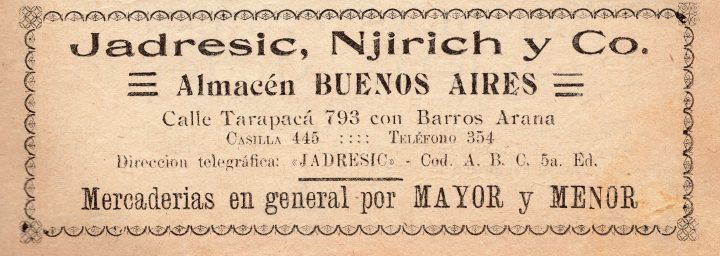 Jadresic, Njirich y Co.
Almacén BUENOS AIRES
Calle Tarapacá 793 con Barros Arana
CASILLA 445 :::: TELÉFONO 354
Direccion telegráfica: «JADRESIC» - Cod. A. B. C. 5a. Ed.
Mercaderias en general por MAYOR y MENOR